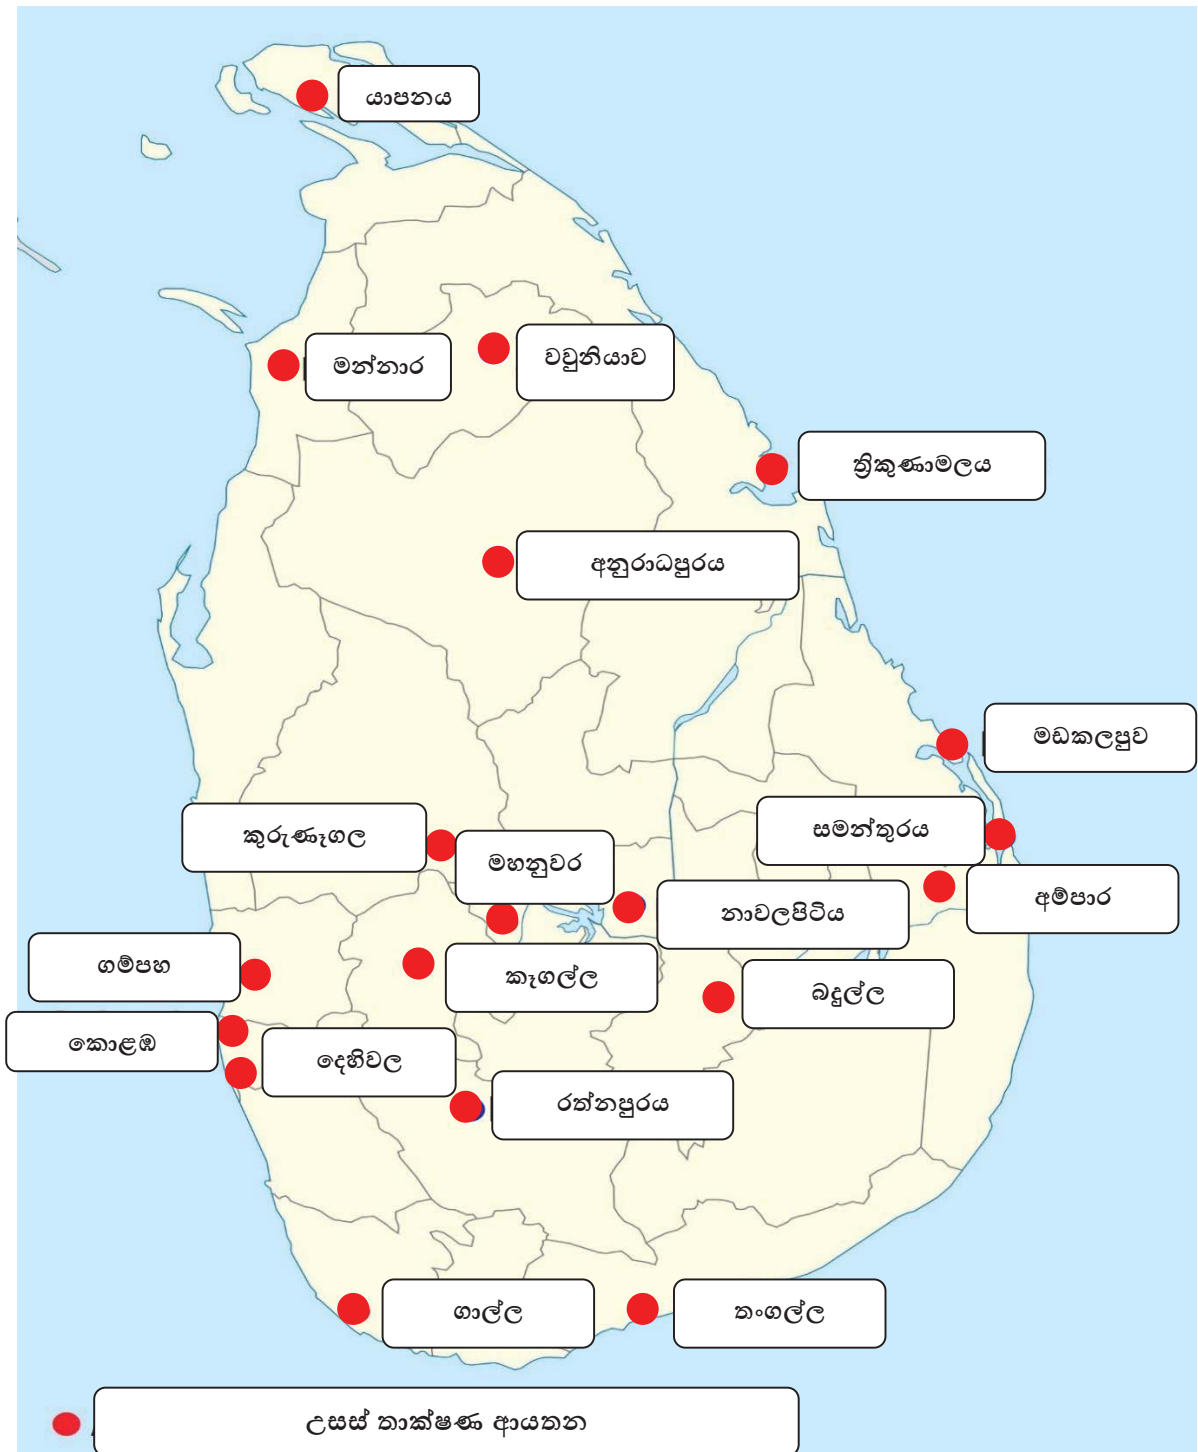 යාපනය
මන්නාර
වවුනියාව
ත්‍රිකුණාමලය
අනුරාධපුරය
මඩකලපුව
සමන්තුරය
කුරුණෑගල
මහනුවර
අම්පාර
නාවලපිටිය
ගම්පහ
කෑගල්ල
බදුල්ල
කොළඹ
දෙහිවල
රත්නපුරය
ගාල්ල
තංගල්ල
උසස් තාක්ෂණ ආයතන